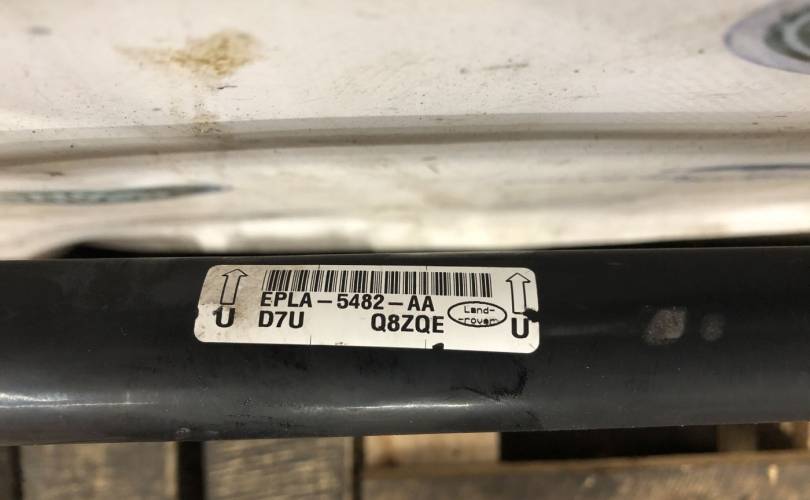 EPLA-5482-AA
U D7U Q8ZQE Land-
-rover U